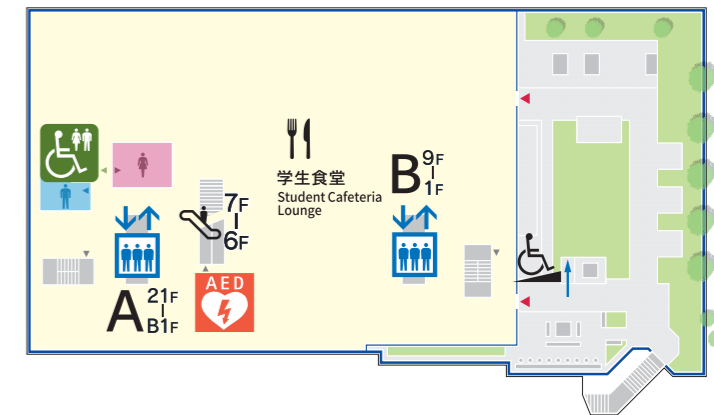 学生食堂
Student Cafeteria
Lounge
B
9F
1F
7F
6F
AED
A
21F
B1F